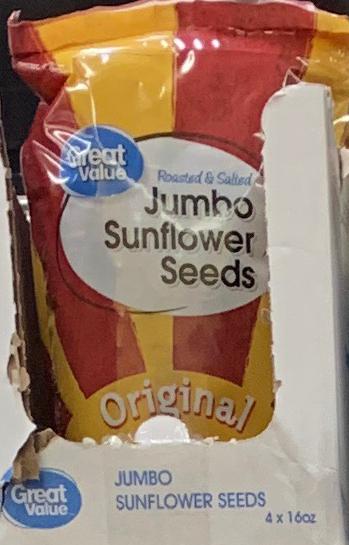 Great
Value
Roasted & Salted
Jumbo
Sunflower
Seeds
Original
Great
Value
JUMBO
SUNFLOWER SEEDS
4 x 16oz